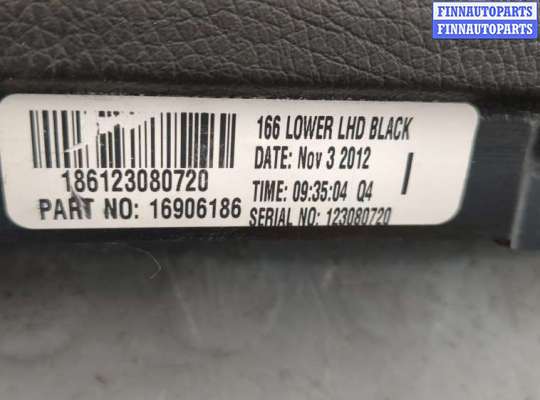 FINNAUTOPARTS
FINNAUTOPARTS
186123080720
PART NO: 16906186
166 LOWER LHD BLACK
DATE: Nov 3 2012
TIME: 09:35:04 Q4
SERIAL NO: 123080720
I